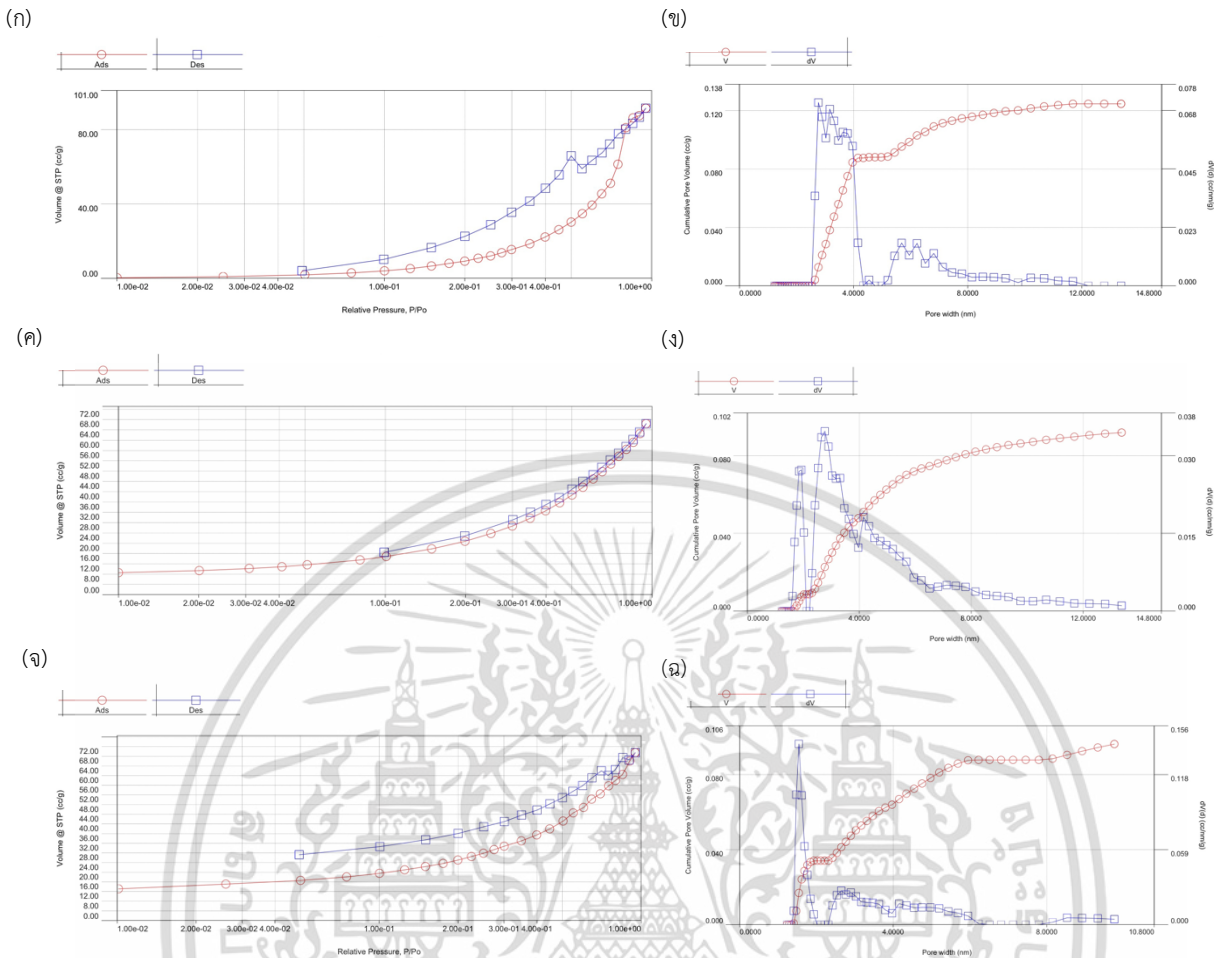 (ก)
Ads Des
101.00
80.00
40.00
0.00
Volume @ STP (cc/g)
1.00e-02 2.00e-02 3.00e-02 4.00e-02 1.00e-01 2.00e-01 3.00e-01 4.00e-01 1.00e+00
Relative Pressure, P/Po
(ข)
V dV
0.138
0.120
0.080
0.040
0.000
Cumulative Pore Volume (cc/g)
0.078
0.068
0.045
0.023
0.000
dV(d) (cc/nm/g)
0.0000 4.0000 8.0000 12.0000 14.8000
Pore width (nm)
(ค)
Ads Des
72.00
68.00
64.00
60.00
56.00
52.00
48.00
44.00
40.00
36.00
32.00
28.00
24.00
20.00
16.00
12.00
8.00
4.00
0.00
Volume @ STP (cc/g)
1.00e-02 2.00e-02 3.00e-02 4.00e-02 1.00e-01 2.00e-01 3.00e-01 4.00e-01 1.00e+00
Relative Pressure, P/Po
(ง)
V dV
0.102
0.080
0.040
0.000
Cumulative Pore Volume (cc/g)
0.038
0.030
0.015
0.000
dV(d) (cc/nm/g)
0.0000 4.0000 8.0000 12.0000 14.8000
Pore width (nm)
(จ)
Ads Des
72.00
68.00
64.00
60.00
56.00
52.00
48.00
44.00
40.00
36.00
32.00
28.00
24.00
20.00
16.00
12.00
8.00
4.00
0.00
Volume @ STP (cc/g)
1.00e-02 2.00e-02 3.00e-02 4.00e-02 1.00e-01 2.00e-01 3.00e-01 4.00e-01 1.00e+00
Relative Pressure, P/Po
(ฉ)
V dV
0.106
0.080
0.040
0.000
Cumulative Pore Volume (cc/g)
0.156
0.118
0.059
0.000
dV(d) (cc/nm/g)
0.0000 4.0000 8.0000 10.8000
Pore width (nm)